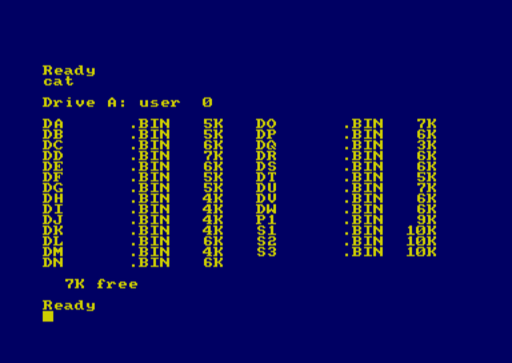 Ready
cat
Drive A: user 0
DA .BIN 5K DO .BIN 7K
DB .BIN 5K DP .BIN 6K
DC .BIN 6K DQ .BIN 3K
DD .BIN 7K DR .BIN 6K
DE .BIN 6K DS .BIN 6K
DF .BIN 5K DT .BIN 5K
DG .BIN 5K DU .BIN 7K
DH .BIN 4K DV .BIN 6K
DI .BIN 4K DW .BIN 6K
DJ .BIN 4K P1 .BIN 9K
DK .BIN 4K S1 .BIN 10K
DL .BIN 6K S2 .BIN 10K
DM .BIN 4K S3 .BIN 10K
DN .BIN 6K
7K free
Ready